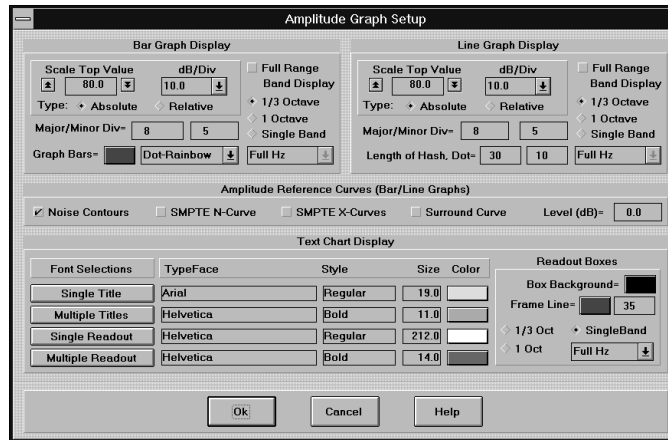 Amplitude Graph Setup
Bar Graph Display
Scale Top Value dB/Div
80.0 10.0
Type: Absolute Relative
Major/Minor Div= 8 5
Graph Bars= Dot-Rainbow
Full Range
Band Display
1/3 Octave
1 Octave
Single Band
Full Hz
Line Graph Display
Scale Top Value dB/Div
80.0 10.0
Type: Absolute Relative
Major/Minor Div= 8 5
Length of Hash, Dot= 30 10
Full Range
Band Display
1/3 Octave
1 Octave
Single Band
Full Hz
Amplitude Reference Curves (Bar/Line Graphs)
Noise Contours SMPTE N-Curve SMPTE X-Curves Surround Curve Level (dB)= 0.0
Text Chart Display
Font Selections TypeFace Style Size Color
Single Title Arial Regular 19.0
Multiple Titles Helvetica Bold 11.0
Single Readout Helvetica Regular 212.0
Multiple Readout Helvetica Bold 14.0
Readout Boxes
Box Background=
Frame Line= 35
1/3 Oct SingleBand
1 Oct Full Hz
Ok Cancel Help